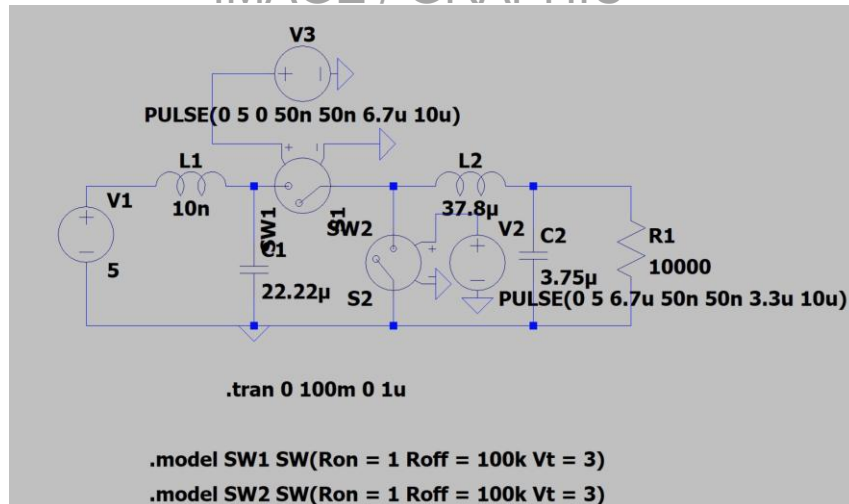 V3
PULSE(0 5 0 50n 50n 6.7u 10u)
L1
10n
V1
5
SW1
S1
C1
22.22µ
L2
37.8µ
SW2
S2
V2
PULSE(0 5 6.7u 50n 50n 3.3u 10u)
C2
3.75µ
R1
10000
.tran 0 100m 0 1u
.model SW1 SW(Ron = 1 Roff = 100k Vt = 3)
.model SW2 SW(Ron = 1 Roff = 100k Vt = 3)